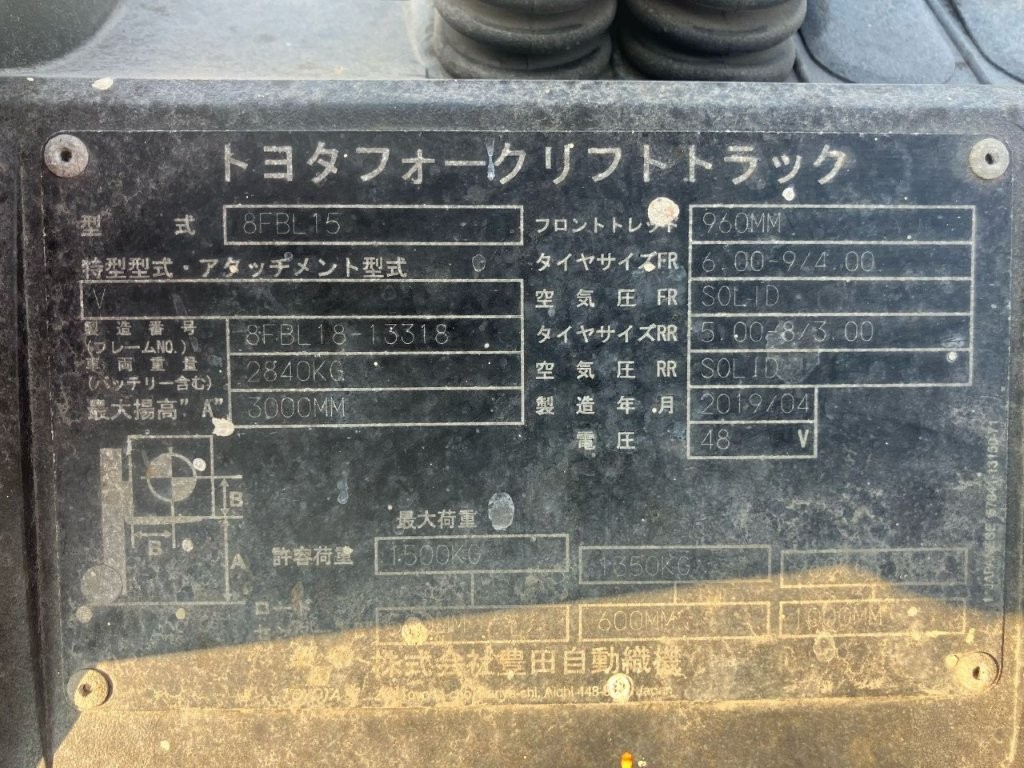 トヨタフォークリフトトラック
型式 8FBL15 フロントトレッド 960MM
特型型式・アタッチメント型式 タイヤサイズFR 6.00-9/4.00
V 空気圧 FR SOLID
製造番号 (フレームNO.) 8FBL18-13318 タイヤサイズRR 5.00-8/3.00
車両重量 (バッテリー含む) 2840KG 空気圧 RR SOLID
最大揚高"A" 3000MM 製造年.月 2019/04
電圧 48 V
B
B
A
最大荷重
許容荷重 1500KG 1350KG
600MM 1000MM
株式会社豊田自動織機